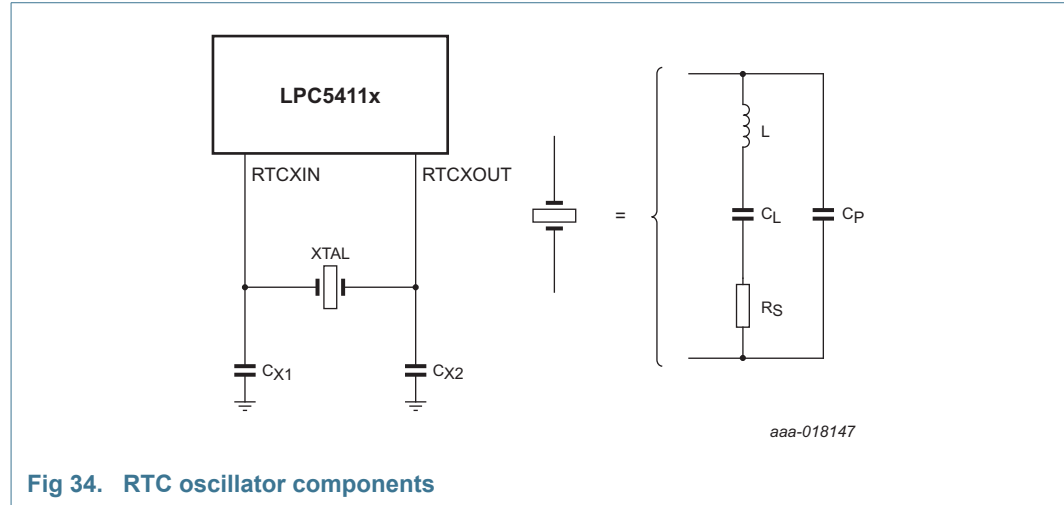 LPC5411x
RTCXIN
RTCXOUT
XTAL
CX1
CX2
=
L
CL
CP
RS
aaa-018147
Fig 34. RTC oscillator components